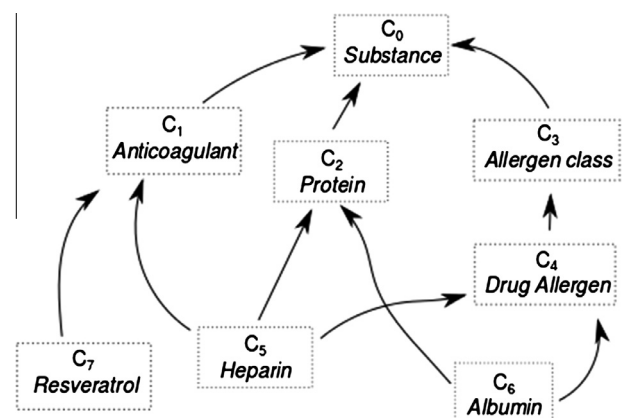 C₀
Substance
C₁
Anticoagulant
C₂
Protein
C₃
Allergen class
C₄
Drug Allergen
C₅
Heparin
C₇
Resveratrol
C₆
Albumin